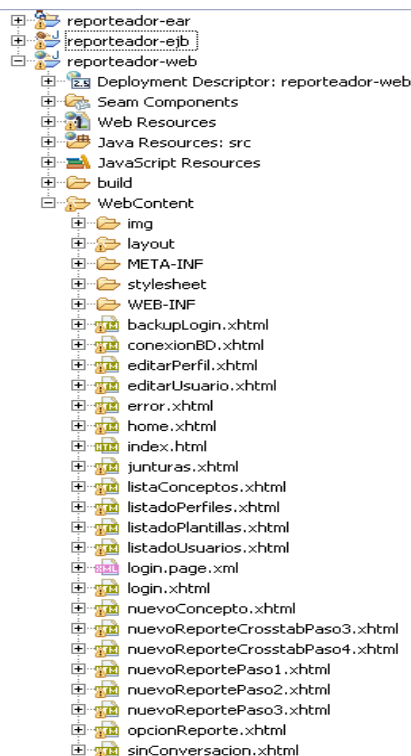 reporteador-ear
reporteador-ejb
reporteador-web
Deployment Descriptor: reporteador-web
Seam Components
Web Resources
Java Resources: src
JavaScript Resources
build
WebContent
img
layout
META-INF
stylesheet
WEB-INF
backupLogin.xhtml
conexionBD.xhtml
editarPerfil.xhtml
editarUsuario.xhtml
error.xhtml
home.xhtml
index.html
junturas.xhtml
listaConceptos.xhtml
listadoPerfiles.xhtml
listadoPlantillas.xhtml
listadoUsuarios.xhtml
login.page.xml
login.xhtml
nuevoConcepto.xhtml
nuevoReporteCrosstabPaso3.xhtml
nuevoReporteCrosstabPaso4.xhtml
nuevoReportePaso1.xhtml
nuevoReportePaso2.xhtml
nuevoReportePaso3.xhtml
opcionReporte.xhtml
sinConversacion.xhtml